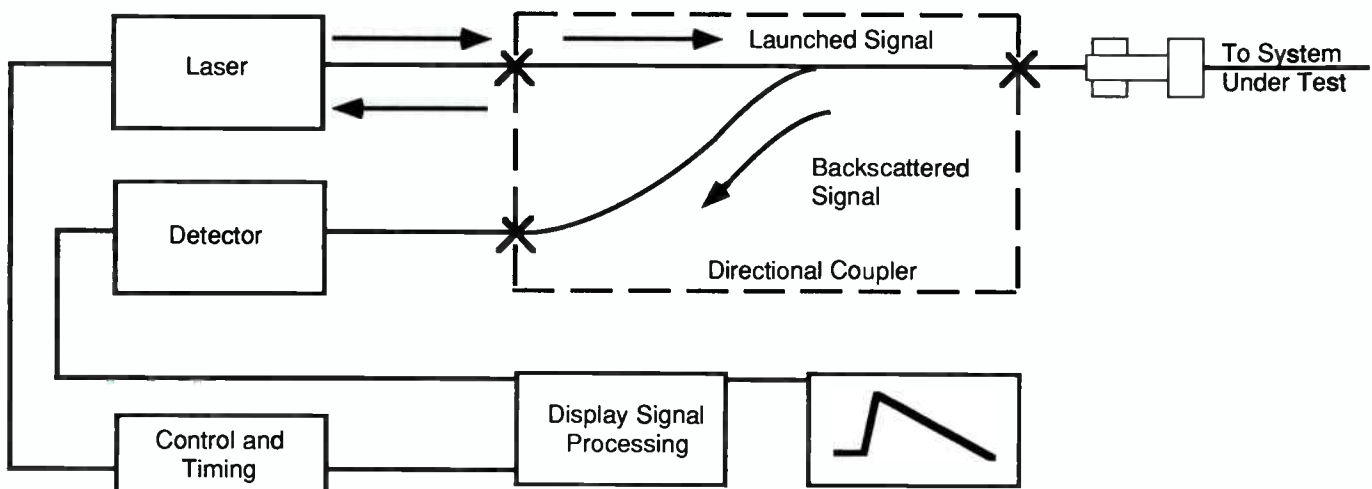 Laser
Launched Signal
To System
Under Test
Backscattered
Signal
Detector
Directional Coupler
Display Signal
Processing
Control and
Timing